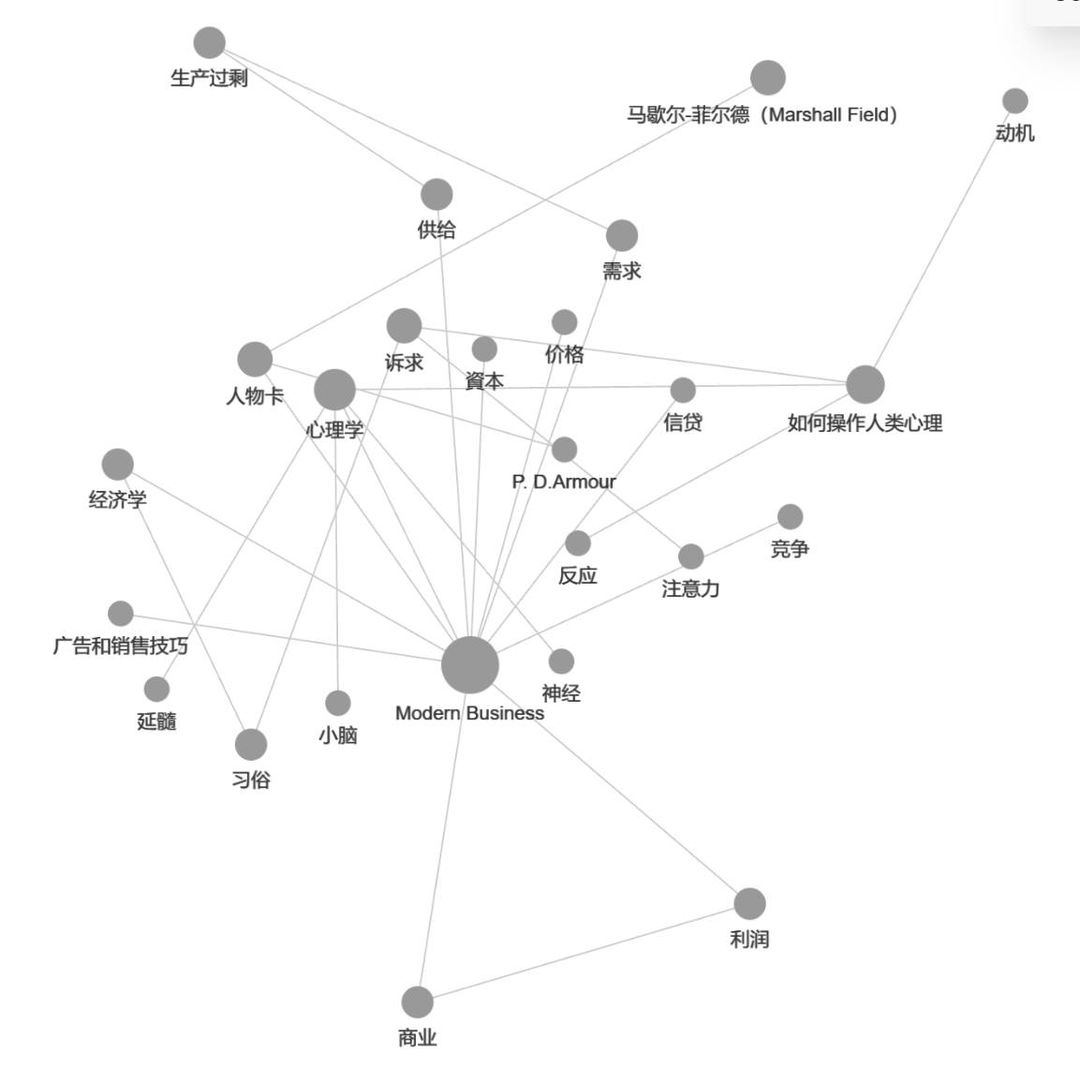 生产过剩
马歇尔-菲尔德（Marshall Field）
动机
供给
需求
诉求
价格
資本
人物卡
心理学
信贷
如何操作人类心理
P. D.Armour
经济学
竞争
反应
注意力
广告和销售技巧
神经
Modern Business
延髓
小脑
习俗
利润
商业